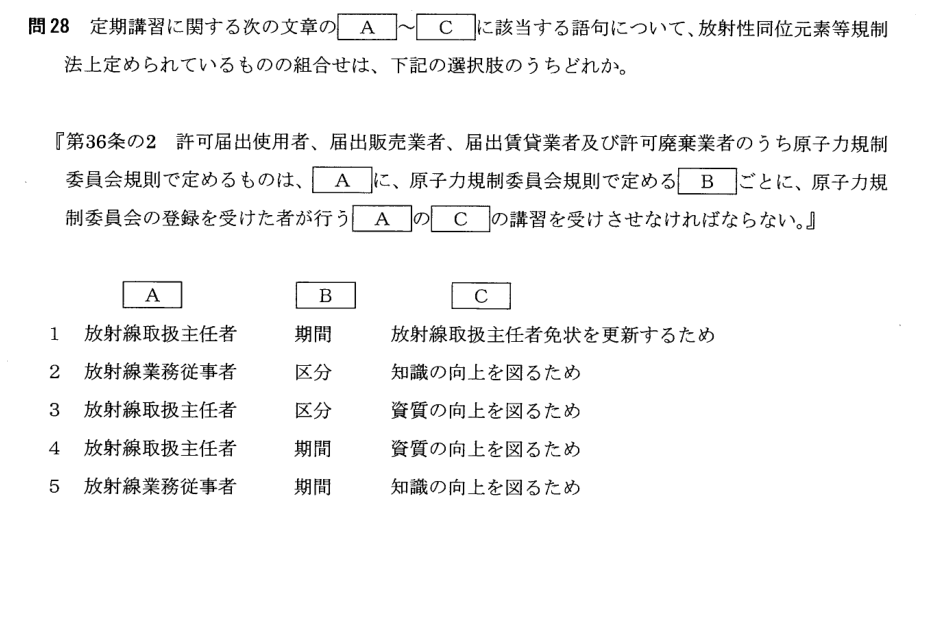 問28 定期講習に関する次の文章の A ～ C に該当する語句について、放射性同位元素等規制
法上定められているものの組合せは、下記の選択肢のうちどれか。
『第36条の2 許可届出使用者、届出販売業者、届出賃貸業者及び許可廃棄業者のうち原子力規制
委員会規則で定めるものは、 A に、原子力規制委員会規則で定める B ごとに、原子力規
制委員会の登録を受けた者が行う A の C の講習を受けさせなければならない。』
A B C
1 放射線取扱主任者 期間 放射線取扱主任者免状を更新するため
2 放射線業務従事者 区分 知識の向上を図るため
3 放射線取扱主任者 区分 資質の向上を図るため
4 放射線取扱主任者 期間 資質の向上を図るため
5 放射線業務従事者 期間 知識の向上を図るため